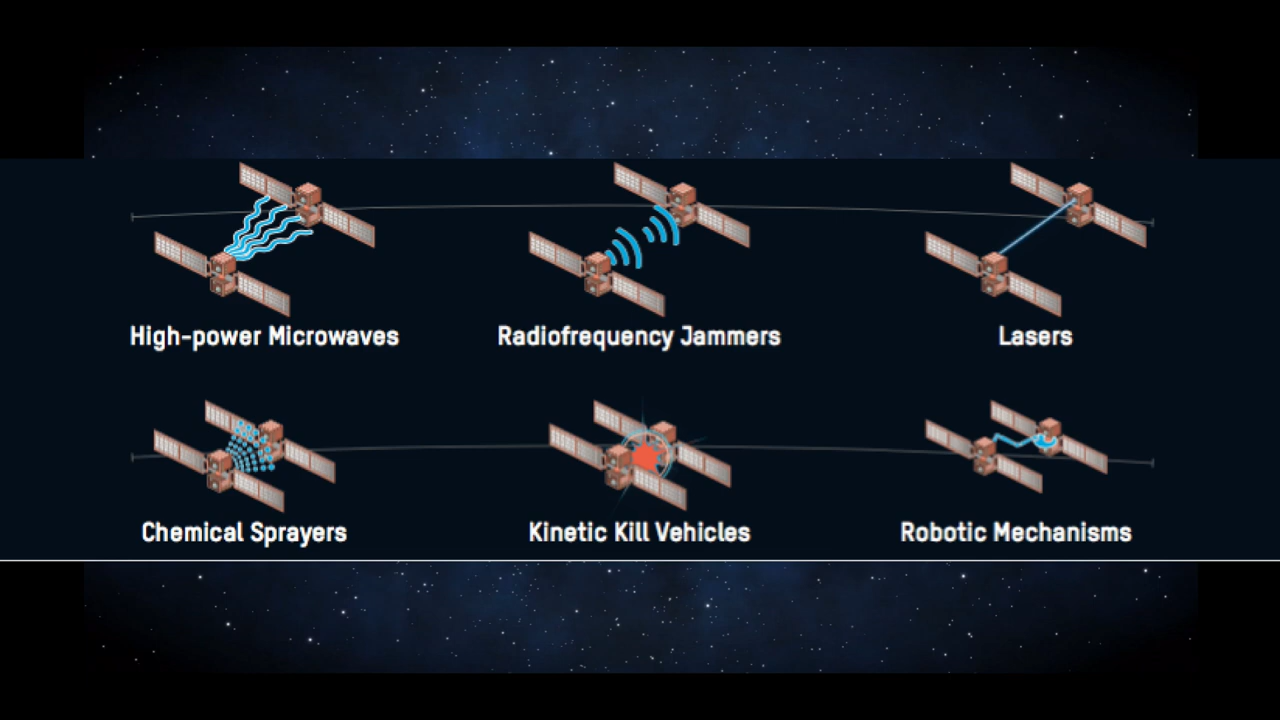 High-power Microwaves
Radiofrequency Jammers
Lasers
Chemical Sprayers
Kinetic Kill Vehicles
Robotic Mechanisms